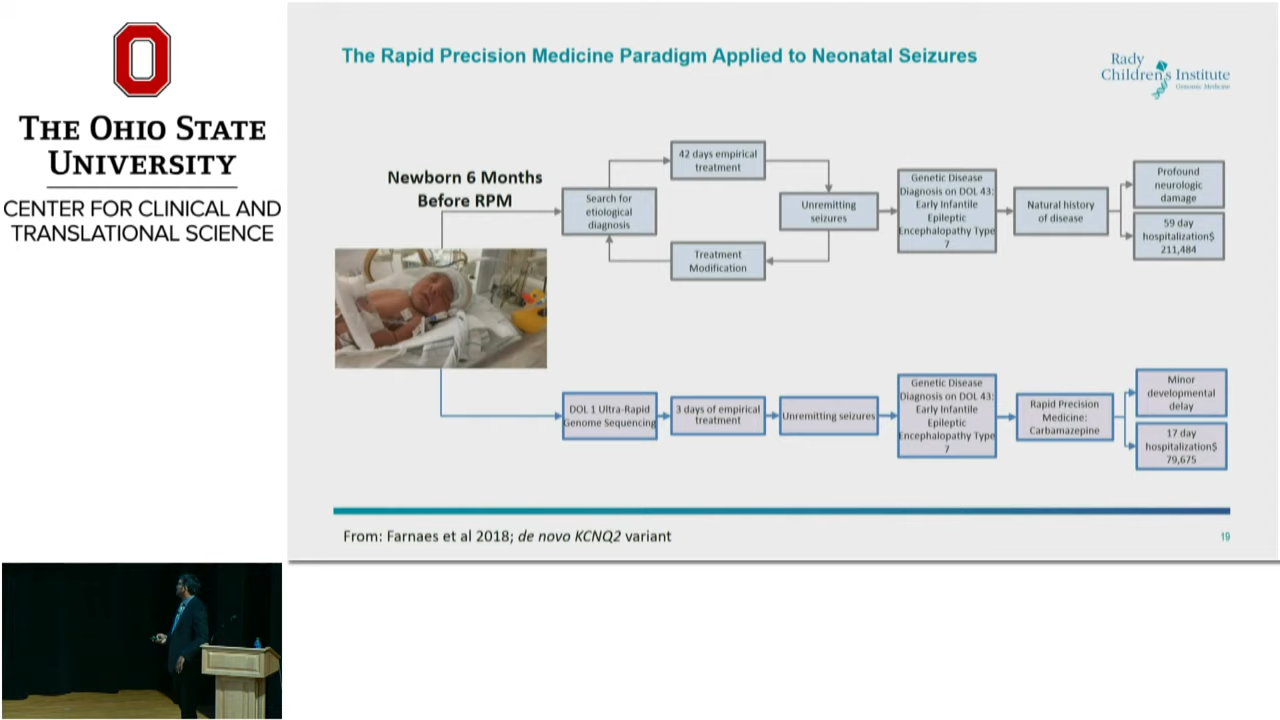 THE OHIO STATE
UNIVERSITY
CENTER FOR CLINICAL AND
TRANSLATIONAL SCIENCE
The Rapid Precision Medicine Paradigm Applied to Neonatal Seizures
Rady
Children's Institute
Genomic Medicine
Newborn 6 Months
Before RPM
Search for
etiological
diagnosis
42 days empirical
treatment
Unremitting
seizures
Treatment
Modification
Genetic Disease
Diagnosis on DOL 43:
Early Infantile
Epileptic
Encephalopathy Type
7
Natural history
of disease
Profound
neurologic
damage
59 day
hospitalization$
211,484
DOL 1 Ultra-Rapid
Genome Sequencing
3 days of empirical
treatment
Unremitting seizures
Genetic Disease
Diagnosis on DOL 43:
Early Infantile
Epileptic
Encephalopathy Type
7
Rapid Precision
Medicine:
Carbamazepine
Minor
developmental
delay
17 day
hospitalization$
79,675
From: Farnaes et al 2018; de novo KCNQ2 variant
19